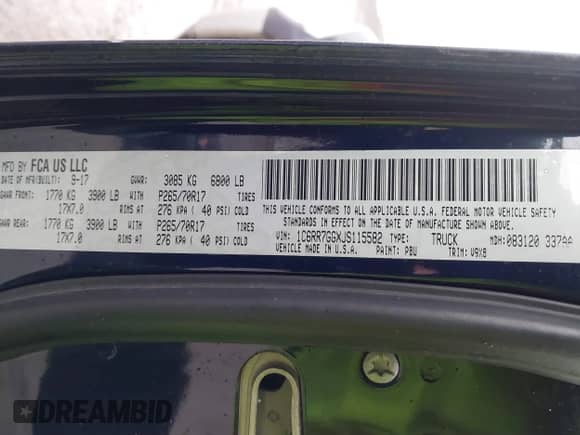 MFD BY FCA US LLC
DATE OF MFR(BUILT): 9-17 GVWR: 3085 KG 6800 LB
GAWR FRONT: 1770 KG 3900 LB WITH P265/70R17 TIRES
17X7.0 RIMS AT 276 KPA ( 40 PSI) COLD
GAWR REAR: 1770 KG 3900 LB WITH P265/70R17 TIRES
17X7.0 RIMS AT 276 KPA ( 40 PSI) COLD
THIS VEHICLE CONFORMS TO ALL APPLICABLE U.S.A. FEDERAL MOTOR
VEHICLE SAFETY STANDARDS IN EFFECT ON THE DATE OF MANUFACTURE
SHOWN ABOVE.
VIN: 1C6RR7GGXJS115582 TYPE: TRUCK MDH: 083120 337AA
MADE IN U.S.A. PAINT: PBU TRIM: V9X8
DREAMBID